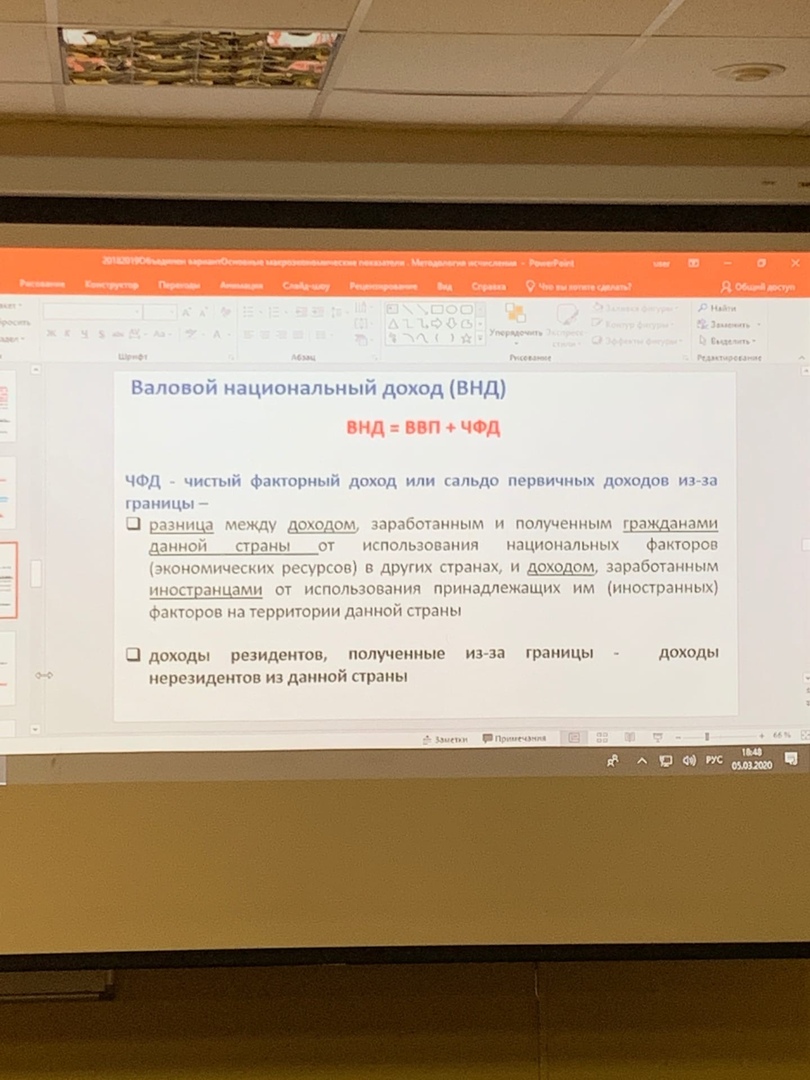 20182019Объединен вариантОсновные макроэкономические показатели . Методология исчисления - PowerPoint
user
Рисование Конструктор Переходы Анимация Слайд-шоу Рецензирование Вид Справка Что вы хотите сделать? Общий доступ
Заливка фигуры Найти
Контур фигуры Заменить
Упорядочить Экспресс-
стили Эффекты фигуры Выделить
Шрифт Абзац Рисование Редактирование
Валовой национальный доход (ВНД)
ВНД = ВВП + ЧФД
ЧФД - чистый факторный доход или сальдо первичных доходов из-за
границы –
разница между доходом, заработанным и полученным гражданами
данной страны от использования национальных факторов
(экономических ресурсов) в других странах, и доходом, заработанным
иностранцами от использования принадлежащих им (иностранных)
факторов на территории данной страны
доходы резидентов, полученные из-за границы - доходы
нерезидентов из данной страны
Заметки Примечания 66 %
РУС
18:48
05.03.2020